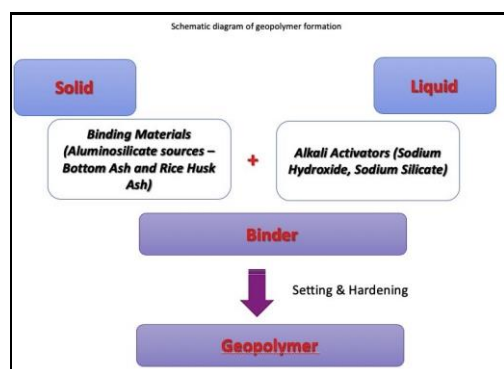 Schematic diagram of geopolymer formation
Solid
Liquid
Binding Materials
(Aluminosilicate sources –
Bottom Ash and Rice Husk
Ash)
+
Alkali Activators (Sodium
Hydroxide, Sodium Silicate)
Binder
Setting & Hardening
Geopolymer